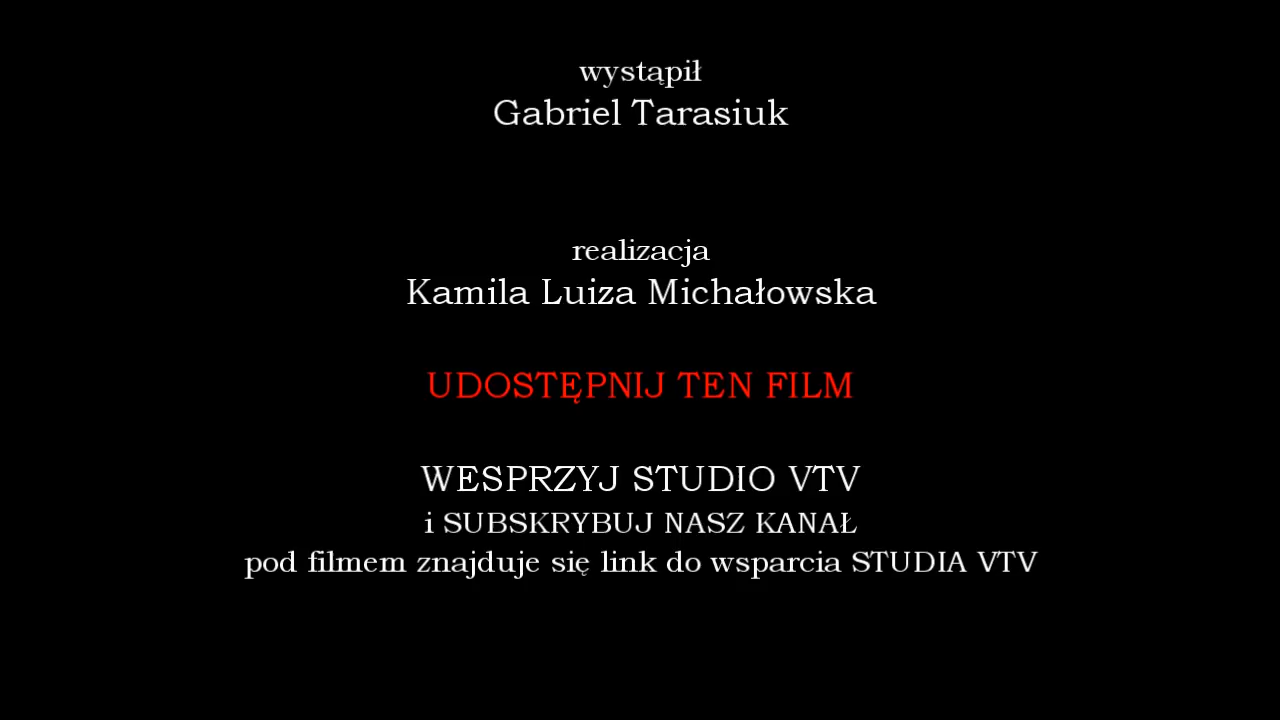 wystąpił
Gabriel Tarasiuk
realizacja
Kamila Luiza Michałowska
UDOSTĘPNIJ TEN FILM
WESPRZYJ STUDIO VTV
i SUBSKRYBUJ NASZ KANAŁ
pod filmem znajduje się link do wsparcia STUDIA VTV